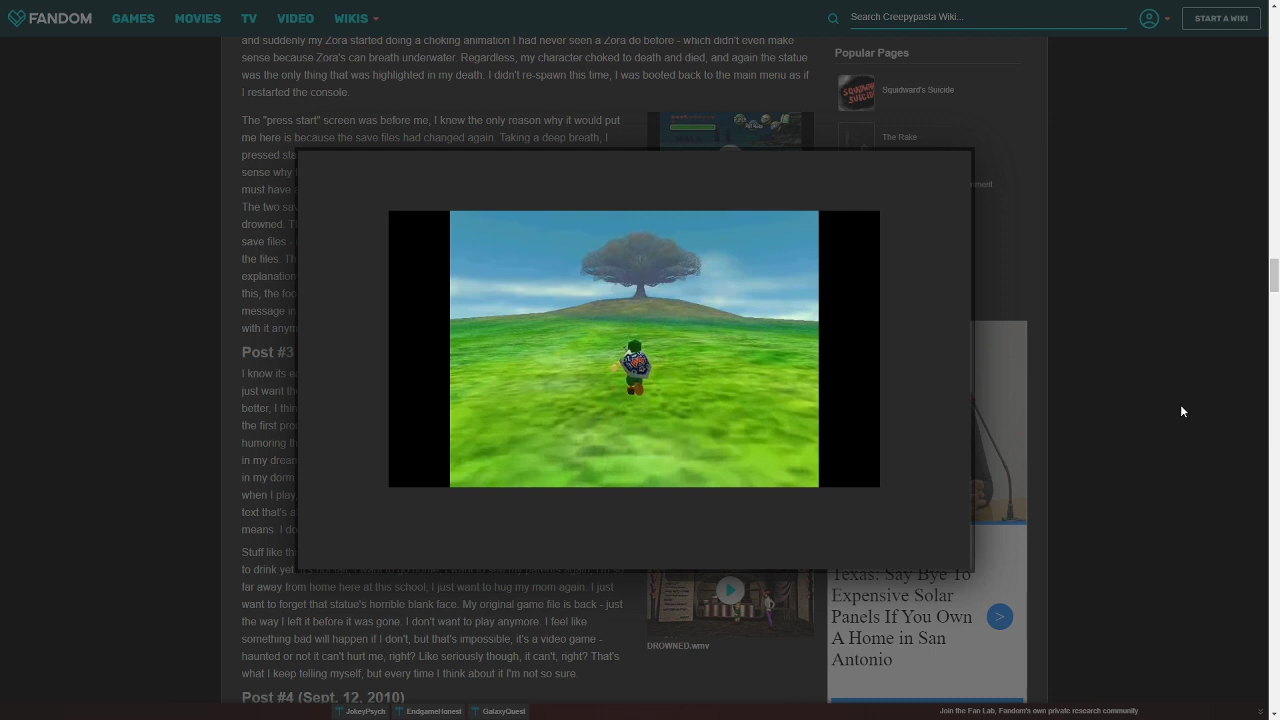 FANDOM GAMES MOVIES TV VIDEO WIKIS Search Creepypasta Wiki... START A WIKI
and suddenly my Zora started doing a choking animation I had never seen a Zora do before - which didn't even make
sense because Zora's can breath underwater. Regardless, my character choked to death and died, and again the statue
was the only thing that was highlighted in my death. I didn't re-spawn this time, I was booted back to the main menu as if
I restarted the console.
The "press start" screen was before me, I knew the only reason why it would put
me here is because the save files had changed again. Taking a deep breath, I
pressed sta
sense why t
must have a
The two sav
drowned. Th
save files -
the files. Th
explanation
this, the foo
message in
with it anym
Post #3
I know its ea
just want the
better, I thin
the first pro
humoring th
in my dream
in my dorm
when I play,
text that's a
means. I do
Stuff like thi
to drink yet
far away from home here at this school, I just want to hug my mom again. I just
want to forget that statue's horrible blank face. My original game file is back - just
the way I left it before it was gone. I don't want to play anymore. I feel like
something bad will happen if I don't, but that's impossible, it's a video game -
haunted or not it can't hurt me, right? Like seriously though, it can't, right? That's
what I keep telling myself, but every time I think about it I'm not so sure.
Post #4 (Sept. 12, 2010)
DROWNED.wmv
Popular Pages
SQUIDWARD'S SUICIDE
Squidward's Suicide
The Rake
nment
Texas: Say Bye To
Expensive Solar
Panels If You Own
A Home in San
Antonio
>
JokeyPsych EndgameHonest GalaxyQuest Join the Fan Lab, Fandom's own private research community